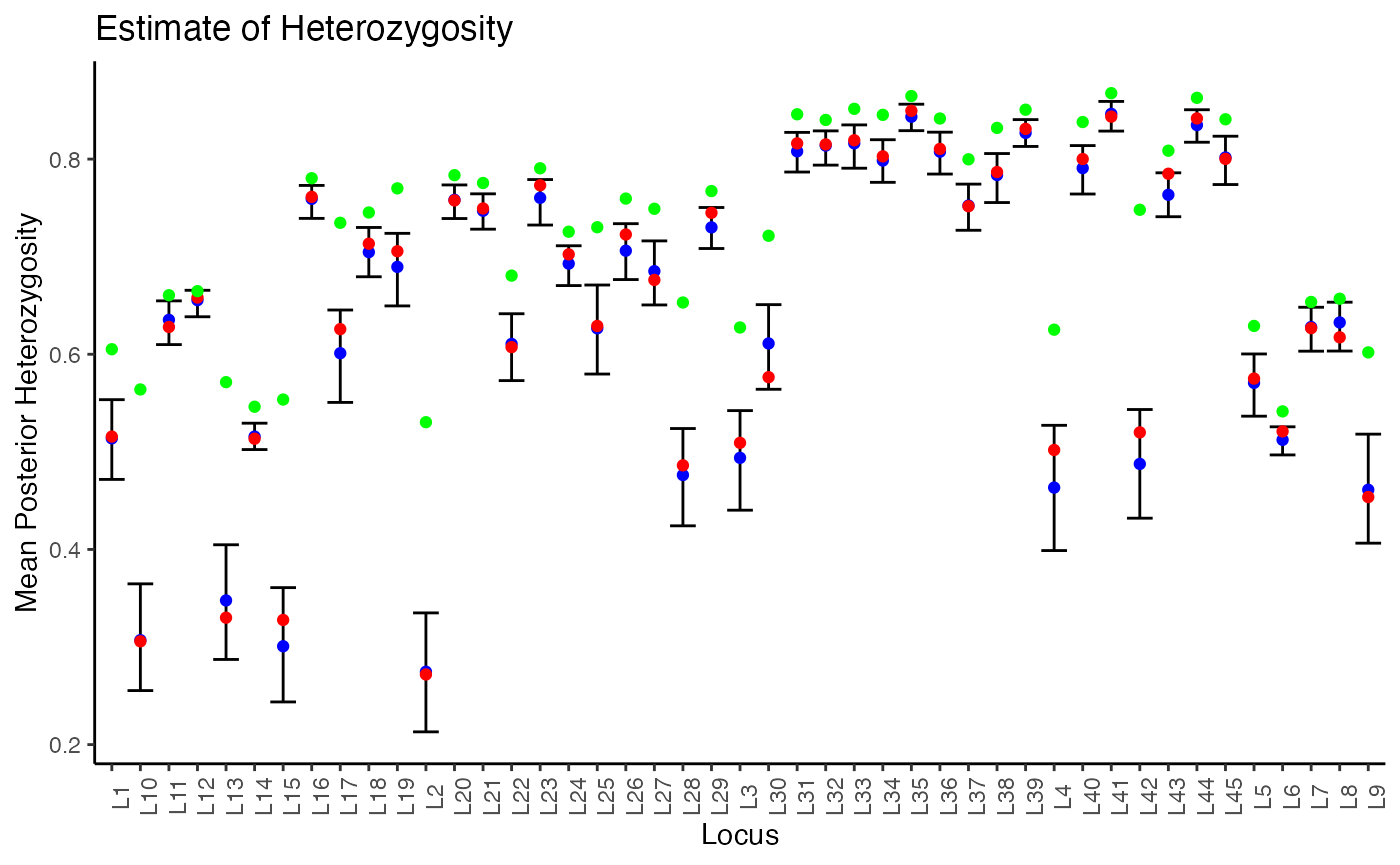 Estimate of Heterozygosity
Mean Posterior Heterozygosity
0.8
0.6
0.4
0.2
L1 L10 L11 L12 L13 L14 L15 L16 L17 L18 L19 L2 L20 L21 L22 L23 L24 L25 L26 L27 L28 L29 L3 L30 L31 L32 L33 L34 L35 L36 L37 L38 L39 L4 L40 L41 L42 L43 L44 L45 L5 L6 L7 L8 L9
Locus